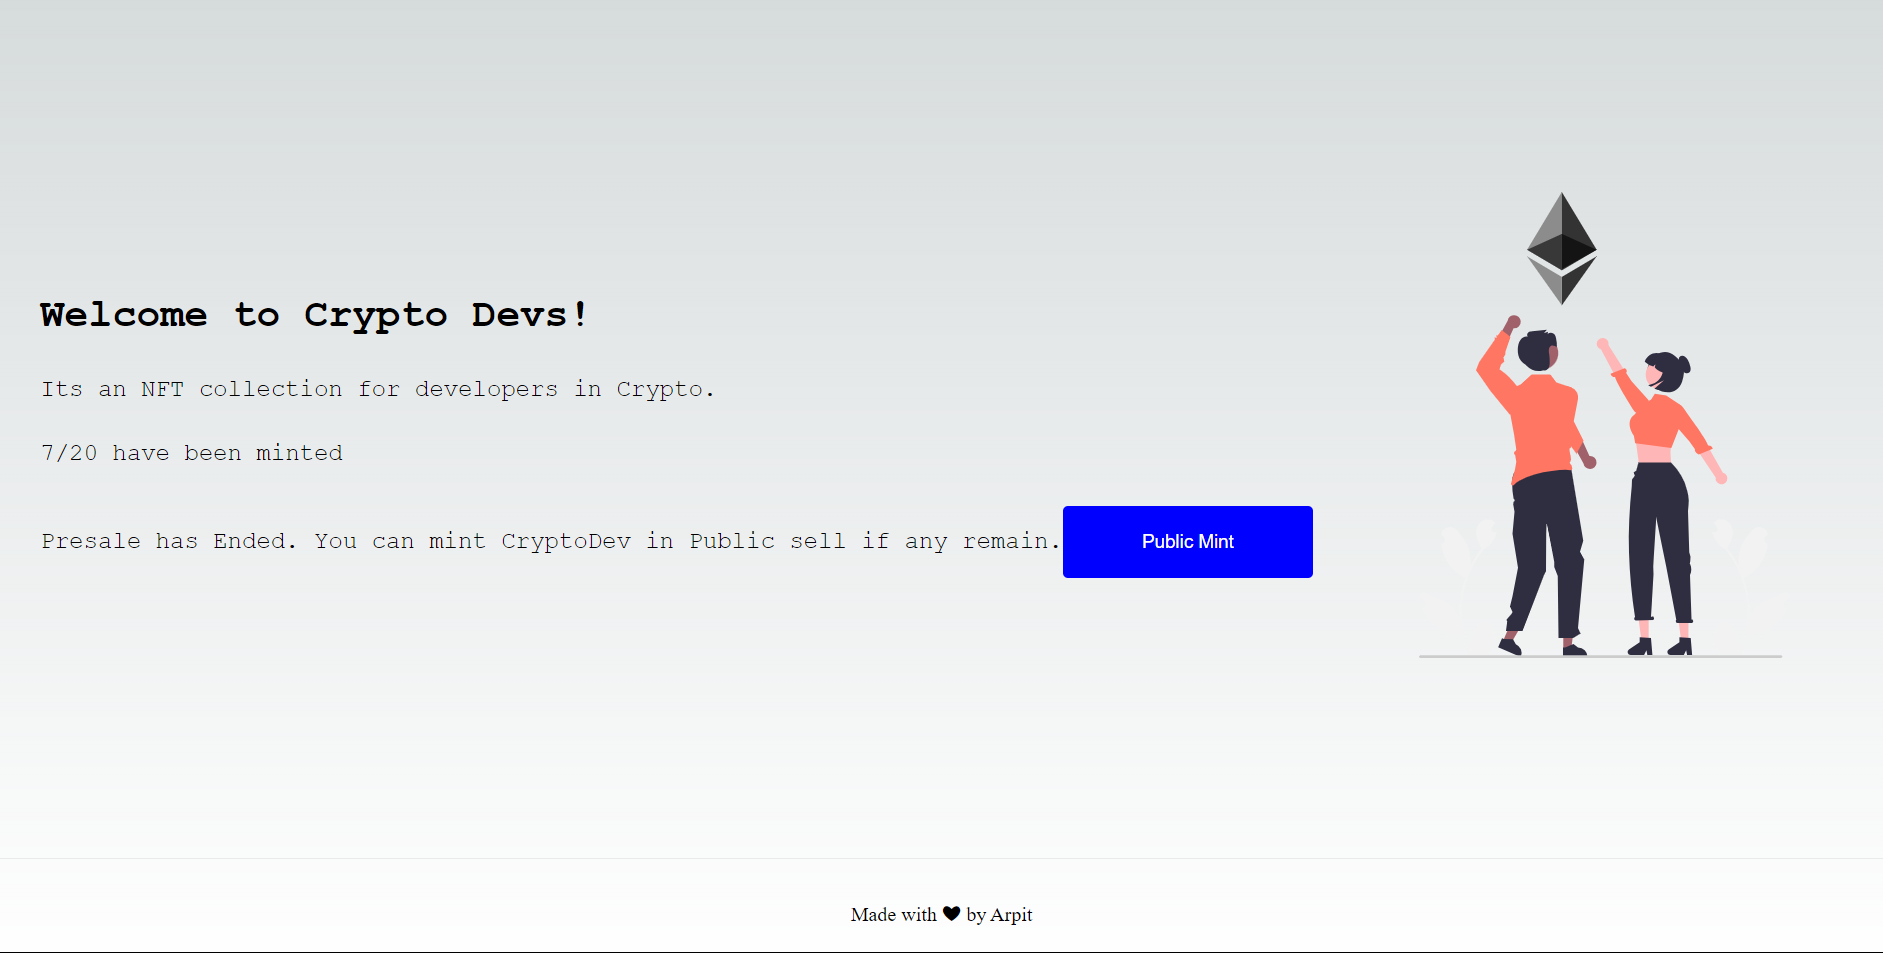 Welcome to Crypto Devs!
Its an NFT collection for developers in Crypto.
7/20 have been minted
Presale has Ended. You can mint CryptoDev in Public sell if any remain. Public Mint
Made with ❤ by Arpit